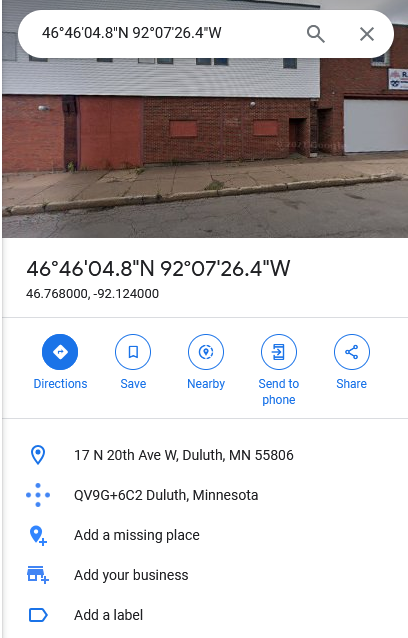 46°46'04.8"N 92°07'26.4"W
46°46'04.8"N 92°07'26.4"W
46.768000, -92.124000
Directions
Save
Nearby
Send to
phone
Share
17 N 20th Ave W, Duluth, MN 55806
QV9G+6C2 Duluth, Minnesota
Add a missing place
Add your business
Add a label